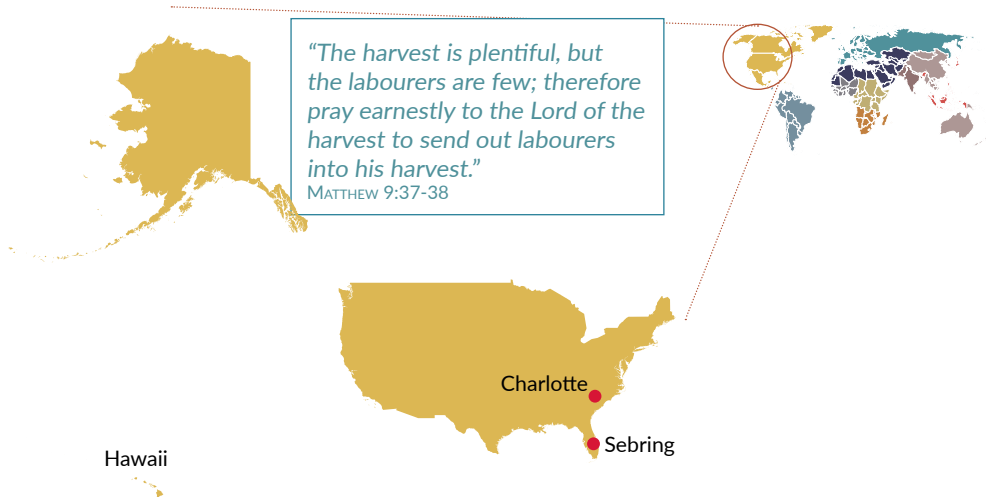 “The harvest is plentiful, but
the labourers are few; therefore
pray earnestly to the Lord of the
harvest to send out labourers
into his harvest.”
Matthew 9:37-38
Charlotte
Sebring
Hawaii